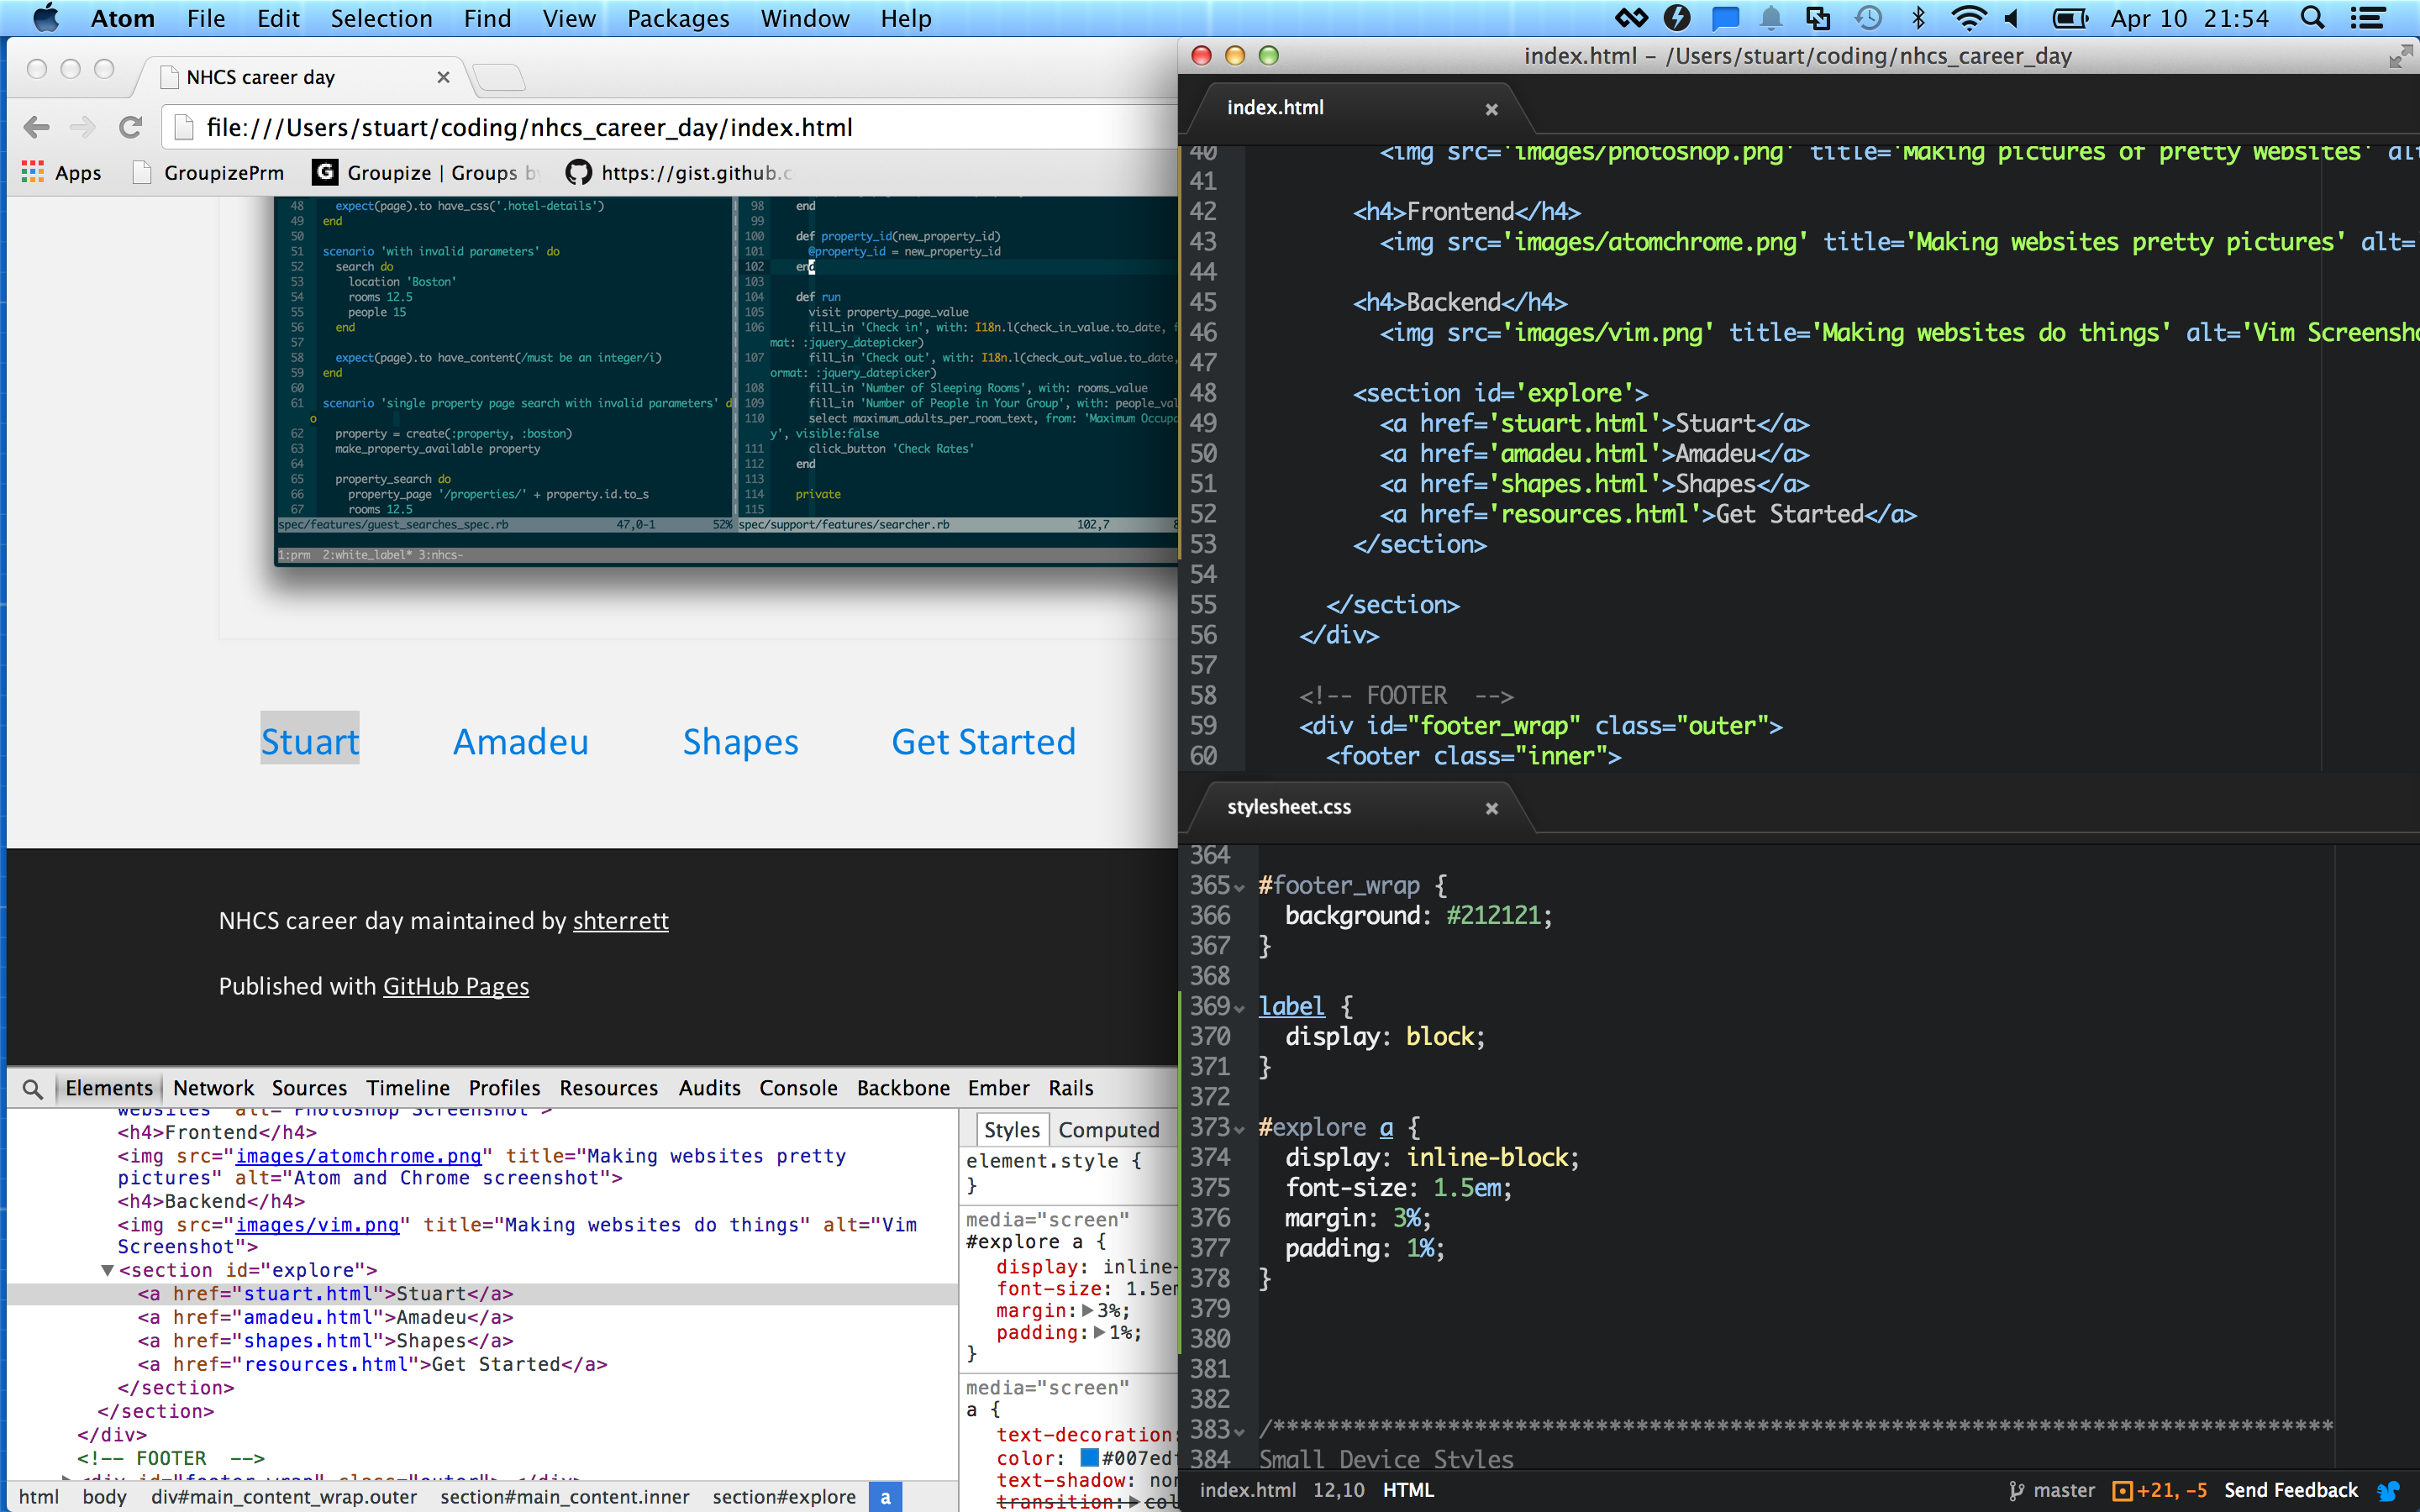 Atom File Edit Selection Find View Packages Window Help
Apr 10 21:54
NHCS career day
file:///Users/stuart/coding/nhcs_career_day/index.html
Apps GroupizePrm Groupize | Groups https://gist.github.c
48 expect(page).to have_css('.hotel-details')
49 end
50
51 scenario 'with invalid parameters' do
52 search do
53 location 'Boston'
54 rooms 12.5
55 people 15
56 end
57
58 expect(page).to have_content(/must be an integer/i)
59 end
60
61 scenario 'single property page search with invalid parameters' d
o
62 property = create(:property, :boston)
63 make_property_available property
64
65 property_search do
66 property_page '/properties/' + property.id.to_s
67 rooms 12.5
spec/features/guest_searches_spec.rb 47,0-1 52%
98 end
99
100 def property_id(new_property_id)
101 @property_id = new_property_id
102 end
103
104 def run
105 visit property_page_value
106 fill_in 'Check in', with: I18n.l(check_in_value.to_date, f
mat: :jquery_datepicker)
107 fill_in 'Check out', with: I18n.l(check_out_value.to_date,
ormat: :jquery_datepicker)
108 fill_in 'Number of Sleeping Rooms', with: rooms_value
109 fill_in 'Number of People in Your Group', with: people_val
110 select maximum_adults_per_room_text, from: 'Maximum Occup
y', visible:false
111 click_button 'Check Rates'
112 end
113
114 private
115
spec/support/features/searcher.rb 102,7
1:prm 2:white_label* 3:nhcs-
Stuart Amadeu Shapes Get Started
NHCS career day maintained by shterrett
Published with GitHub Pages
Elements Network Sources Timeline Profiles Resources Audits Console Backbone Ember Rails
websites" alt="Photoshop Screenshot">
<h4>Frontend</h4>
<img src="images/atomchrome.png" title="Making websites pretty
pictures" alt="Atom and Chrome screenshot">
<h4>Backend</h4>
<img src="images/vim.png" title="Making websites do things" alt="Vim
Screenshot">
▼<section id="explore">
<a href="stuart.html">Stuart</a>
<a href="amadeu.html">Amadeu</a>
<a href="shapes.html">Shapes</a>
<a href="resources.html">Get Started</a>
</section>
</section>
</div>
<!-- FOOTER -->
<div id="footer_wrap" class="outer">…</div>
html body div#main_content_wrap.outer section#main_content.inner section#explore a
Styles Computed
element.style {
}
media="screen"
#explore a {
display: inline-
font-size: 1.5em
margin:▶3%;
padding:▶1%;
}
media="screen"
a {
text-decoration:
color: #007edf
text-shadow: non
transition:▶col
index.html – /Users/stuart/coding/nhcs_career_day
index.html
40 <img src='images/photoshop.png' title='Making pictures of pretty websites' alt
41
42 <h4>Frontend</h4>
43 <img src='images/atomchrome.png' title='Making websites pretty pictures' alt=
44
45 <h4>Backend</h4>
46 <img src='images/vim.png' title='Making websites do things' alt='Vim Screensho
47
48 <section id='explore'>
49 <a href='stuart.html'>Stuart</a>
50 <a href='amadeu.html'>Amadeu</a>
51 <a href='shapes.html'>Shapes</a>
52 <a href='resources.html'>Get Started</a>
53 </section>
54
55 </section>
56 </div>
57
58 <!-- FOOTER -->
59 <div id="footer_wrap" class="outer">
60 <footer class="inner">
stylesheet.css
364
365 #footer_wrap {
366 background: #212121;
367 }
368
369 label {
370 display: block;
371 }
372
373 #explore a {
374 display: inline-block;
375 font-size: 1.5em;
376 margin: 3%;
377 padding: 1%;
378 }
379
380
381
382
383 /*******************************************************************************
384 Small Device Styles
index.html 12,10 HTML master +21, -5 Send Feedback